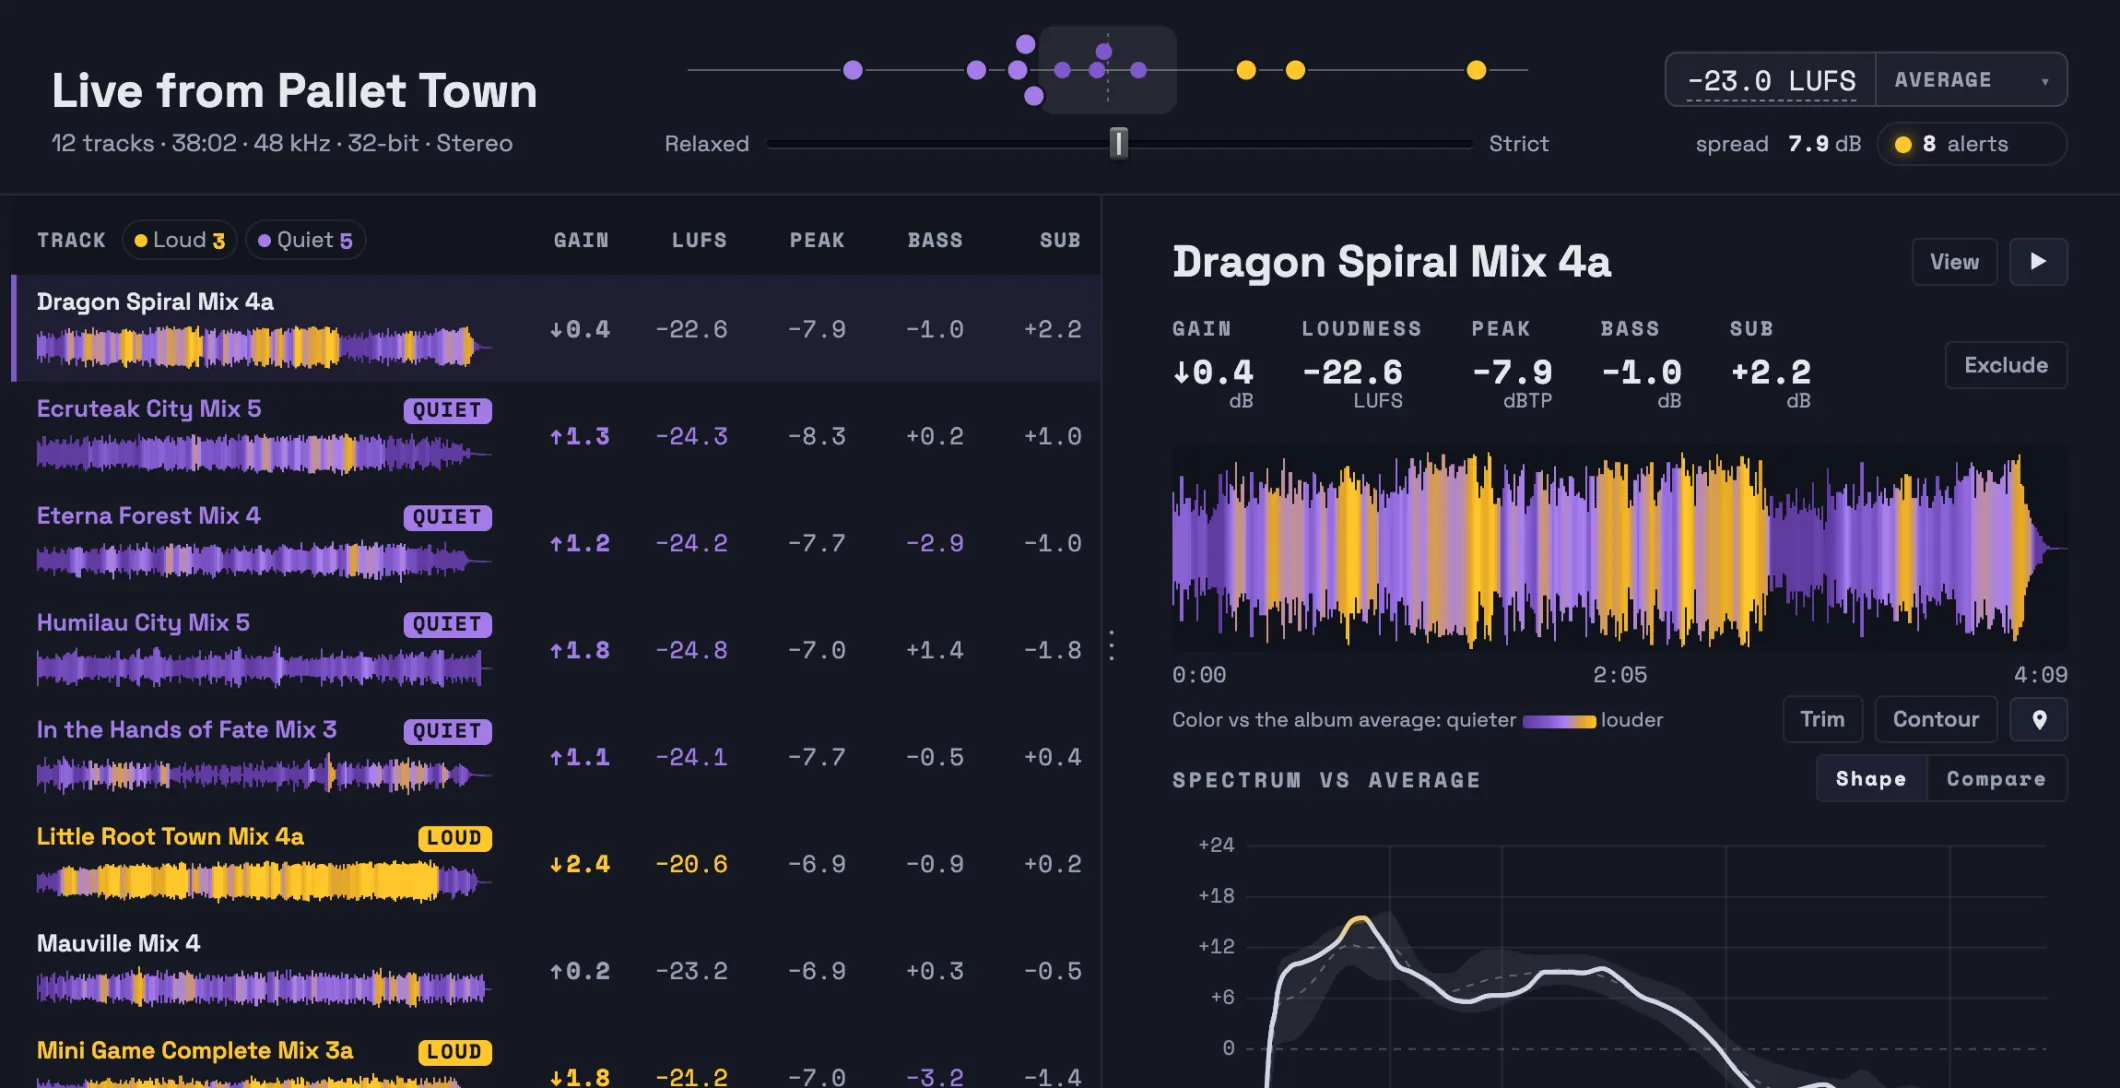 Live from Pallet Town
12 tracks · 38:02 · 48 kHz · 32-bit · Stereo
Relaxed
Strict
-23.0 LUFS AVERAGE ▾
spread 7.9 dB 8 alerts
TRACK Loud 3 Quiet 5 GAIN LUFS PEAK BASS SUB
Dragon Spiral Mix 4a
↓0.4 -22.6 -7.9 -1.0 +2.2
Ecruteak City Mix 5 QUIET
↑1.3 -24.3 -8.3 +0.2 +1.0
Eterna Forest Mix 4 QUIET
↑1.2 -24.2 -7.7 -2.9 -1.0
Humilau City Mix 5 QUIET
↑1.8 -24.8 -7.0 +1.4 -1.8
In the Hands of Fate Mix 3 QUIET
↑1.1 -24.1 -7.7 -0.5 +0.4
Little Root Town Mix 4a LOUD
↓2.4 -20.6 -6.9 -0.9 +0.2
Mauville Mix 4
↑0.2 -23.2 -6.9 +0.3 -0.5
Mini Game Complete Mix 3a LOUD
↓1.8 -21.2 -7.0 -3.2 -1.4
Dragon Spiral Mix 4a
View
GAIN LOUDNESS PEAK BASS SUB
↓0.4 -22.6 -7.9 -1.0 +2.2
dB LUFS dBTP dB dB
Exclude
0:00 2:05 4:09
Color vs the album average: quieter louder
Trim Contour
SPECTRUM VS AVERAGE
Shape Compare
+24
+18
+12
+6
0